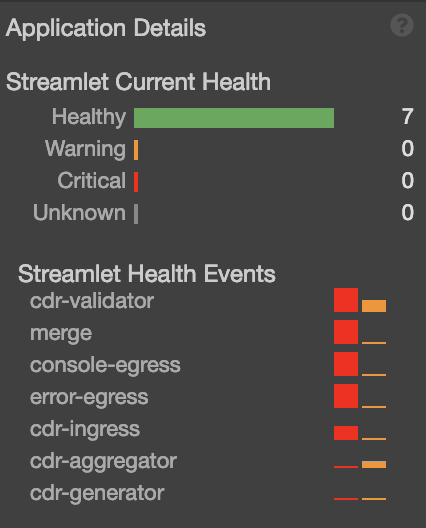 Application Details ?
Streamlet Current Health
Healthy 7
Warning 0
Critical 0
Unknown 0
Streamlet Health Events
cdr-validator
merge
console-egress
error-egress
cdr-ingress
cdr-aggregator
cdr-generator